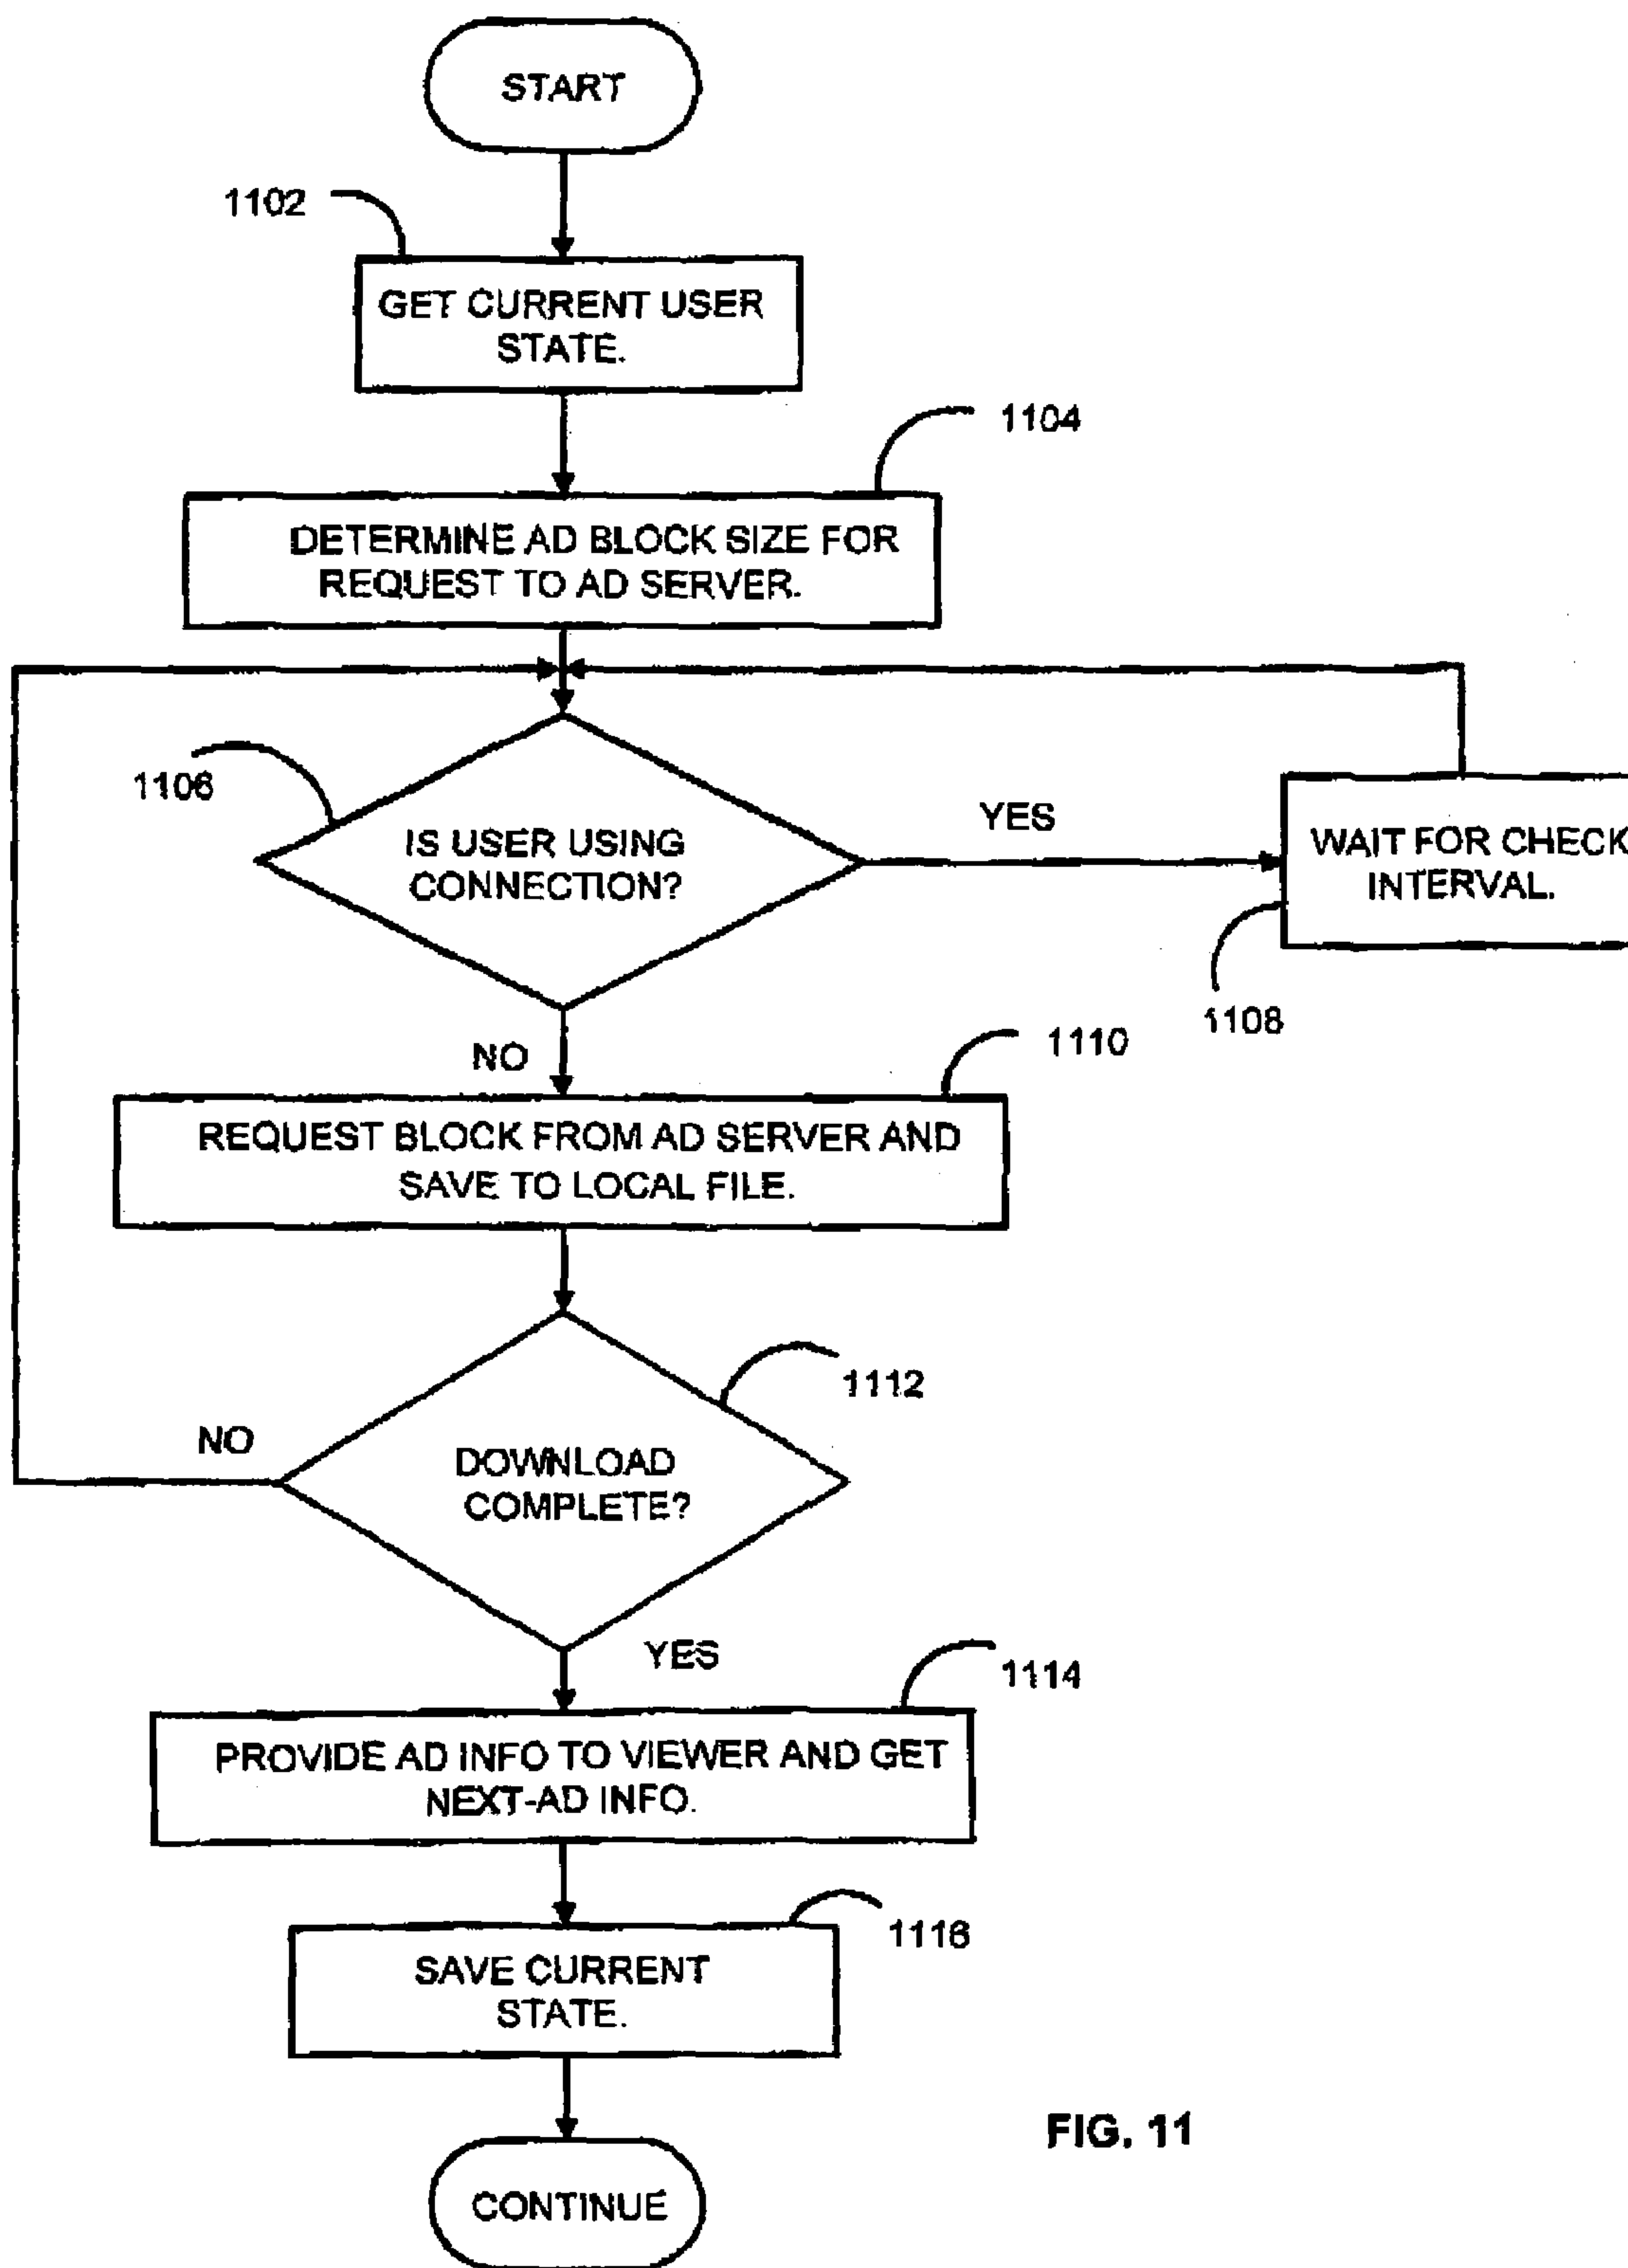 START
1102
GET CURRENT USER
STATE.
1104
DETERMINE AD BLOCK SIZE FOR
REQUEST TO AD SERVER.
1106
IS USER USING
CONNECTION?
YES
WAIT FOR CHECK
INTERVAL.
1108
NO
1110
REQUEST BLOCK FROM AD SERVER AND
SAVE TO LOCAL FILE.
1112
NO
DOWNLOAD
COMPLETE?
YES
1114
PROVIDE AD INFO TO VIEWER AND GET
NEXT-AD INFO.
1116
SAVE CURRENT
STATE.
FIG. 11
CONTINUE